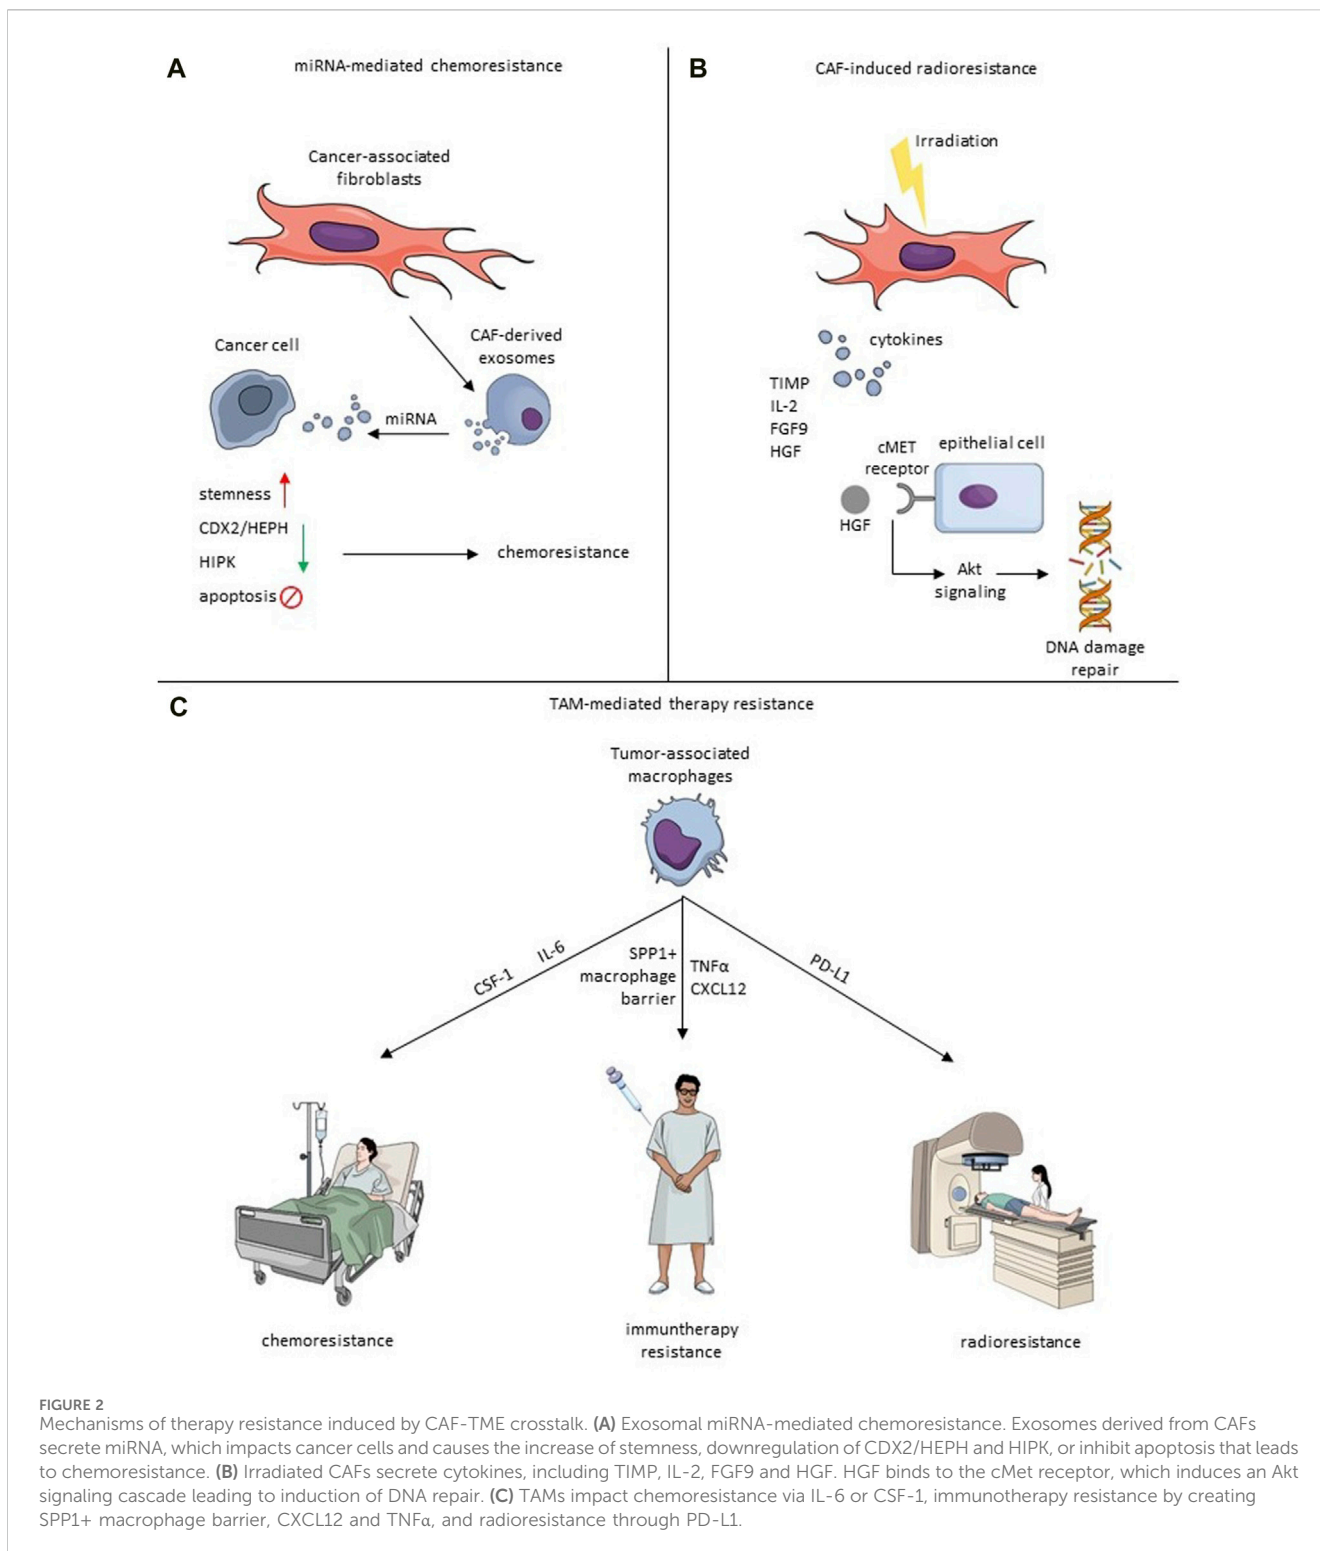 A
miRNA-mediated chemoresistance
Cancer-associated
fibroblasts
CAF-derived
exosomes
Cancer cell
miRNA
stemness
CDX2/HEPH
HIPK
apoptosis
chemoresistance
B
CAF-induced radioresistance
Irradiation
cytokines
TIMP
IL-2
FGF9
HGF
cMET
receptor
epithelial cell
HGF
Akt
signaling
DNA damage
repair
C
TAM-mediated therapy resistance
Tumor-associated
macrophages
CSF-1
IL-6
SPP1+
macrophage
barrier
TNFα
CXCL12
PD-L1
chemoresistance
immuntherapy
resistance
radioresistance
FIGURE 2
Mechanisms of therapy resistance induced by CAF-TME crosstalk. (A) Exosomal miRNA-mediated chemoresistance. Exosomes derived from CAFs
secrete miRNA, which impacts cancer cells and causes the increase of stemness, downregulation of CDX2/HEPH and HIPK, or inhibit apoptosis that leads
to chemoresistance. (B) Irradiated CAFs secrete cytokines, including TIMP, IL-2, FGF9 and HGF. HGF binds to the cMet receptor, which induces an Akt
signaling cascade leading to induction of DNA repair. (C) TAMs impact chemoresistance via IL-6 or CSF-1, immunotherapy resistance by creating
SPP1+ macrophage barrier, CXCL12 and TNFα, and radioresistance through PD-L1.